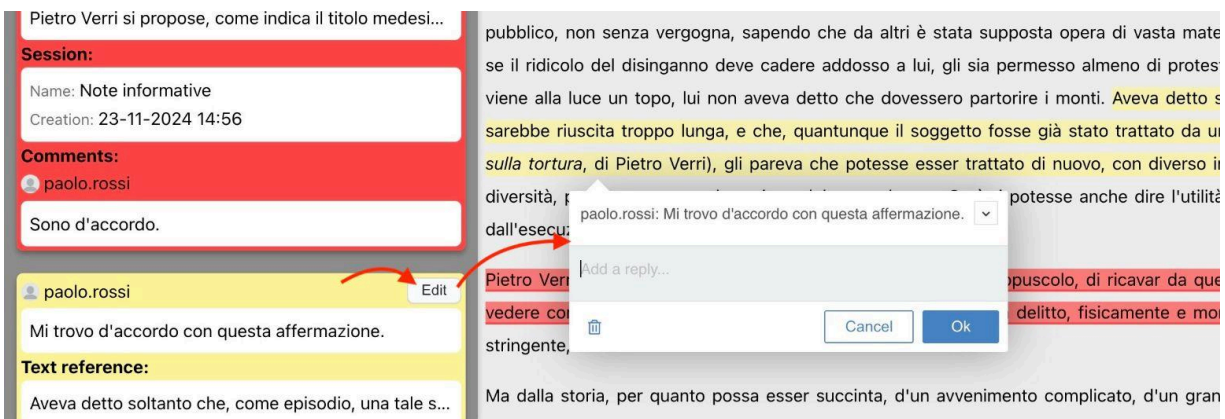 Pietro Verri si propose, come indica il titolo medesi...
Session:
Name: Note informative
Creation: 23-11-2024 14:56
Comments:
paolo.rossi
Sono d'accordo.
paolo.rossi
Edit
Mi trovo d'accordo con questa affermazione.
Text reference:
Aveva detto soltanto che, come episodio, una tale s...
pubblico, non senza vergogna, sapendo che da altri è stata supposta opera di vasta mate
se il ridicolo del disinganno deve cadere addosso a lui, gli sia permesso almeno di protes
viene alla luce un topo, lui non aveva detto che dovessero partorire i monti. Aveva detto s
sarebbe riuscita troppo lunga, e che, quantunque il soggetto fosse già stato trattato da u
sulla tortura, di Pietro Verri), gli pareva che potesse esser trattato di nuovo, con diverso i
diversità, potesse anche dire l'utilità
dall'esecu
paolo.rossi: Mi trovo d'accordo con questa affermazione.
Add a reply...
Cancel
Ok
Pietro Verr opuscolo, di ricavar da que
vedere co delitto, fisicamente e mo
stringente,
Ma dalla storia, per quanto possa esser succinta, d'un avvenimento complicato, d'un gran